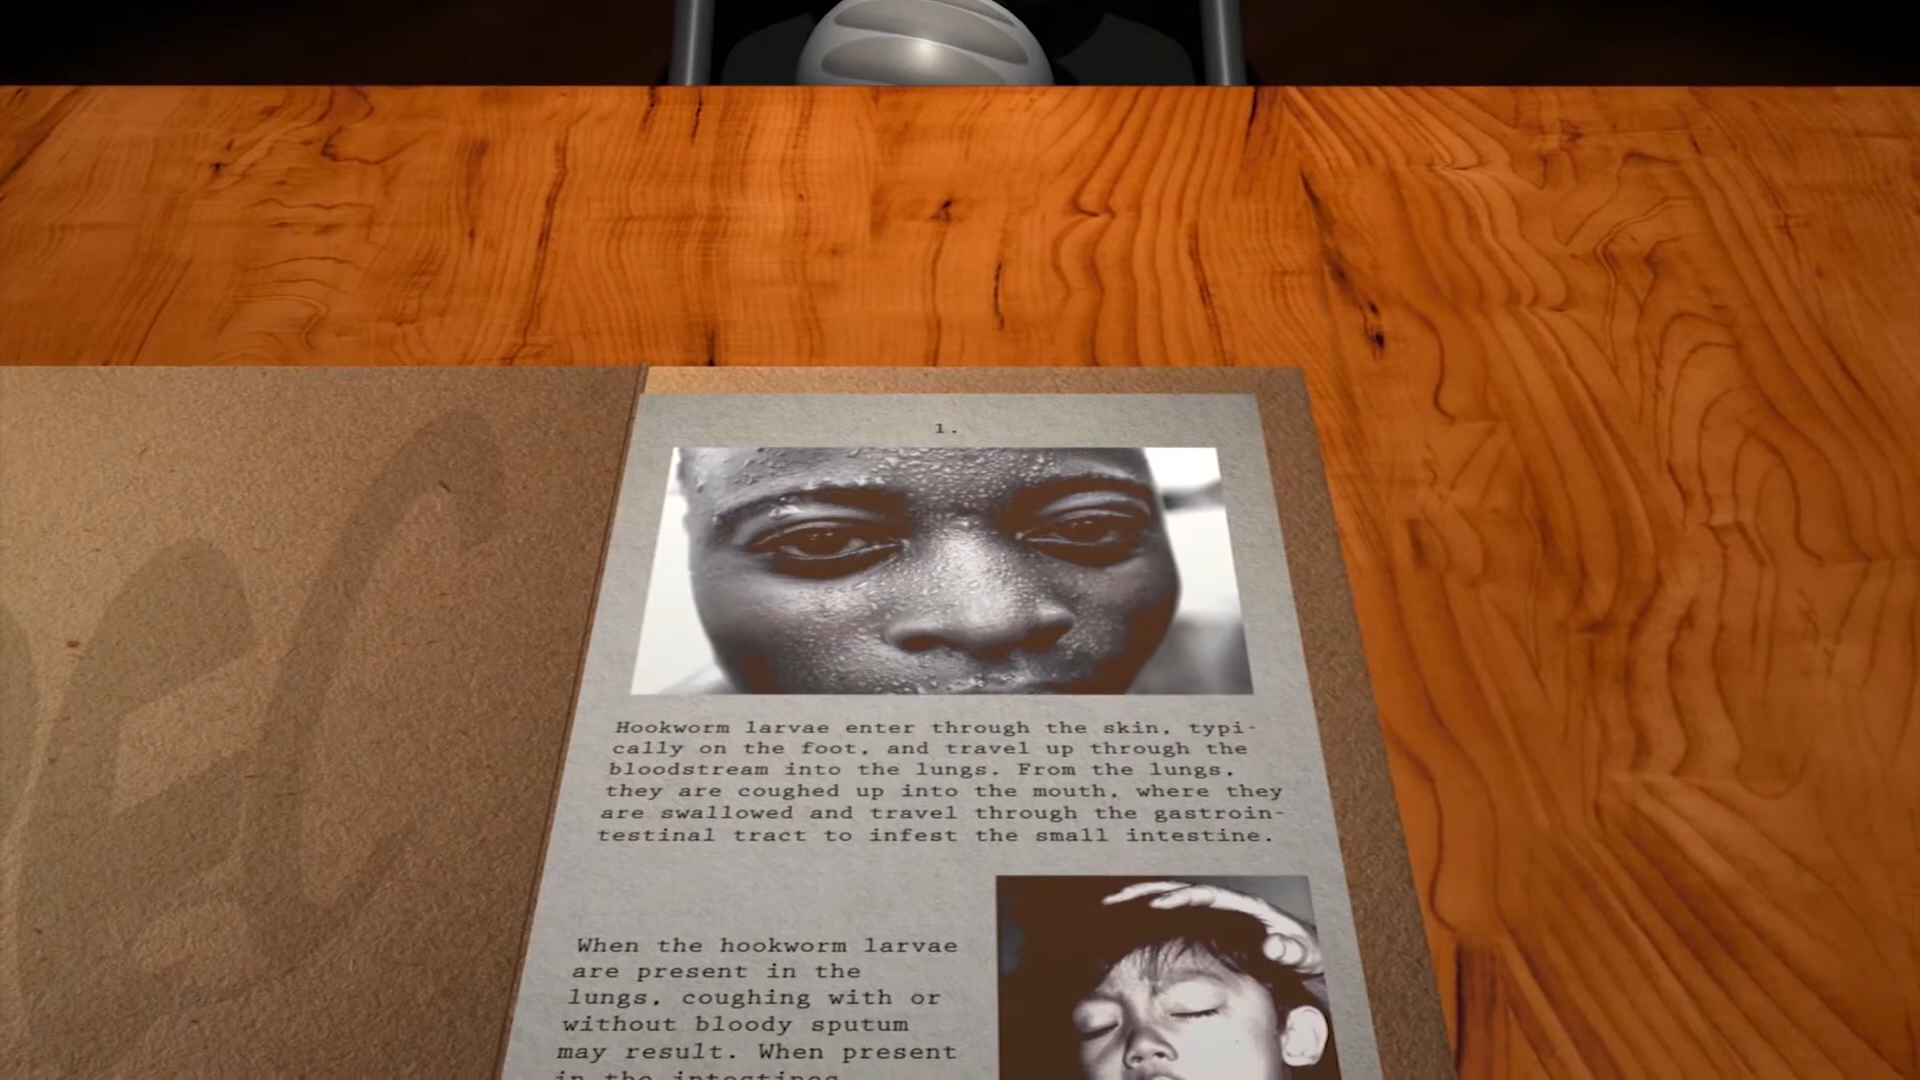 1.
Hookworm larvae enter through the skin, typi-
cally on the foot, and travel up through the
bloodstream into the lungs. From the lungs,
they are coughed up into the mouth, where they
are swallowed and travel through the gastroin-
testinal tract to infest the small intestine.
When the hookworm larvae
are present in the
lungs, coughing with or
without bloody sputum
may result. When present
in the intestines